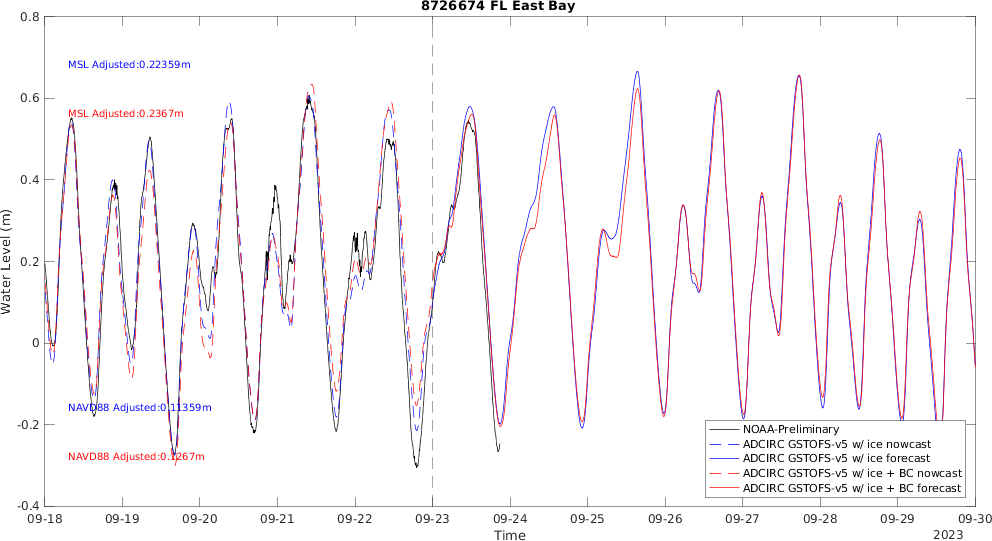 8726674 FL East Bay
0.8
MSL Adjusted:0.22359m
0.6
MSL Adjusted:0.2367m
0.4
Water Level (m)
0.2
0
NAVD88 Adjusted:0.11359m
-0.2
NOAA-Preliminary
ADCIRC GSTOFS-v5 w/ ice nowcast
NAVD88 Adjusted:0.1267m
ADCIRC GSTOFS-v5 w/ ice forecast
ADCIRC GSTOFS-v5 w/ ice + BC nowcast
ADCIRC GSTOFS-v5 w/ ice + BC forecast
-0.4
09-18 09-19 09-20 09-21 09-22 09-23 09-24 09-25 09-26 09-27 09-28 09-29 09-30
Time
2023